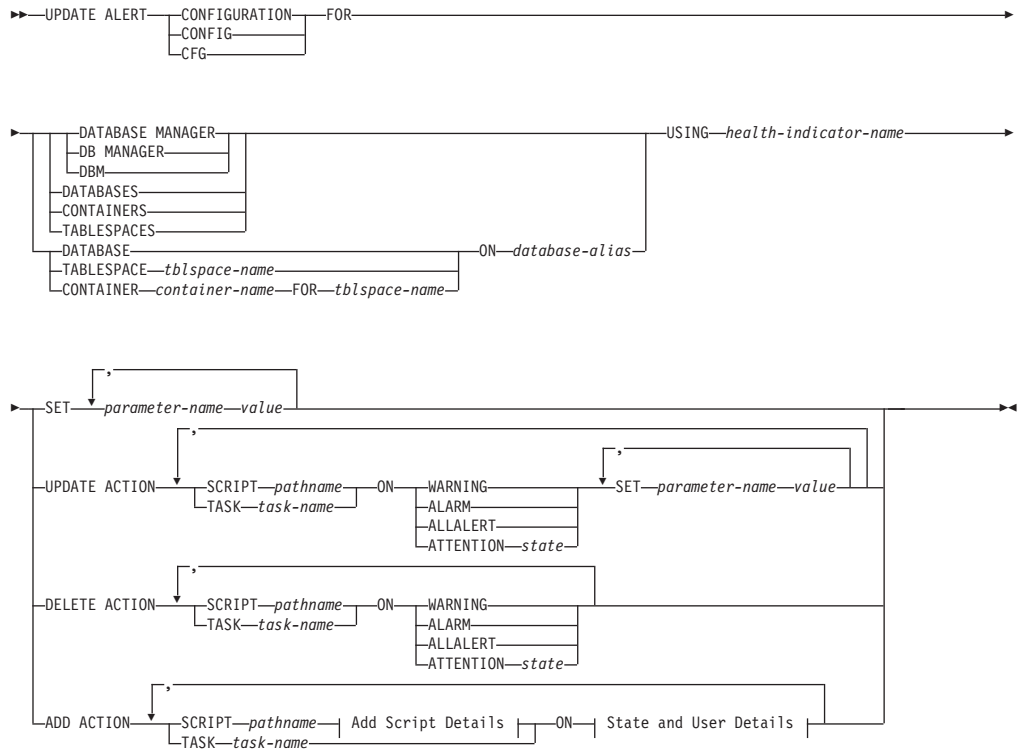 UPDATE ALERT CONFIGURATION FOR
CONFIG
CFG
DATABASE MANAGER USING health-indicator-name
DB MANAGER
DBM
DATABASES
CONTAINERS
TABLESPACES
DATABASE ON database-alias
TABLESPACE tblspace-name
CONTAINER container-name FOR tblspace-name
,
SET parameter-name value
, ,
UPDATE ACTION SCRIPT pathname ON WARNING SET parameter-name value
TASK task-name ALARM
ALLALERT
ATTENTION state
,
DELETE ACTION SCRIPT pathname ON WARNING
TASK task-name ALARM
ALLALERT
ATTENTION state
,
ADD ACTION SCRIPT pathname Add Script Details ON State and User Details
TASK task-name